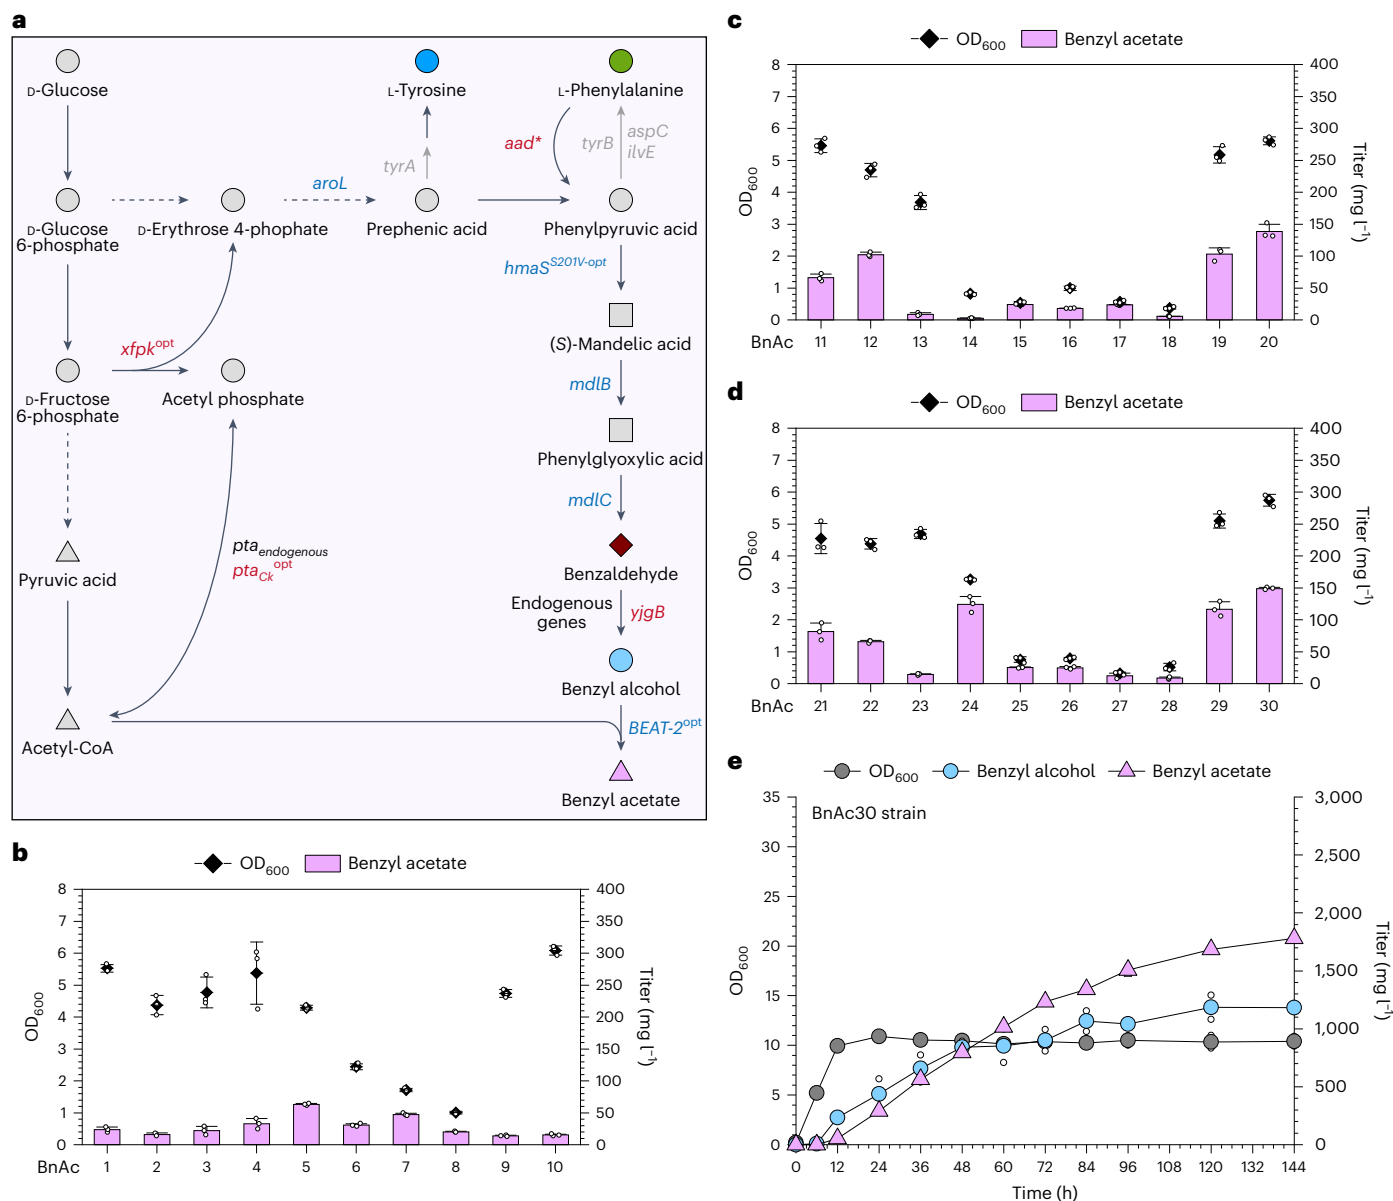 a
D-Glucose
L-Tyrosine
L-Phenylalanine
aad*
tyrB
aspC
ilvE
tyrA
aroL
D-Glucose
6-phosphate
D-Erythrose 4-phophate
Prephenic acid
Phenylpyruvic acid
hmaS^S201V-opt
(S)-Mandelic acid
xfpk^opt
mdlB
D-Fructose
6-phosphate
Acetyl phosphate
Phenylglyoxylic acid
mdlC
pta_endogenous
pta_Ck^opt
Pyruvic acid
Benzaldehyde
Endogenous
genes
yjgB
Benzyl alcohol
BEAT-2^opt
Acetyl-CoA
Benzyl acetate
b
OD600 Benzyl acetate
OD600
8
7
6
5
4
3
2
1
0
400
350
300
250
200
150
100
50
0
Titer (mg l−1)
BnAc 1 2 3 4 5 6 7 8 9 10
c
OD600 Benzyl acetate
OD600
8
7
6
5
4
3
2
1
0
400
350
300
250
200
150
100
50
0
Titer (mg l−1)
BnAc 11 12 13 14 15 16 17 18 19 20
d
OD600 Benzyl acetate
OD600
8
7
6
5
4
3
2
1
0
400
350
300
250
200
150
100
50
0
Titer (mg l−1)
BnAc 21 22 23 24 25 26 27 28 29 30
e
OD600 Benzyl alcohol Benzyl acetate
BnAc30 strain
OD600
35
30
25
20
15
10
5
0
3,000
2,500
2,000
1,500
1,000
500
0
Titer (mg l−1)
0 12 24 36 48 60 72 84 96 108 120 132 144
Time (h)